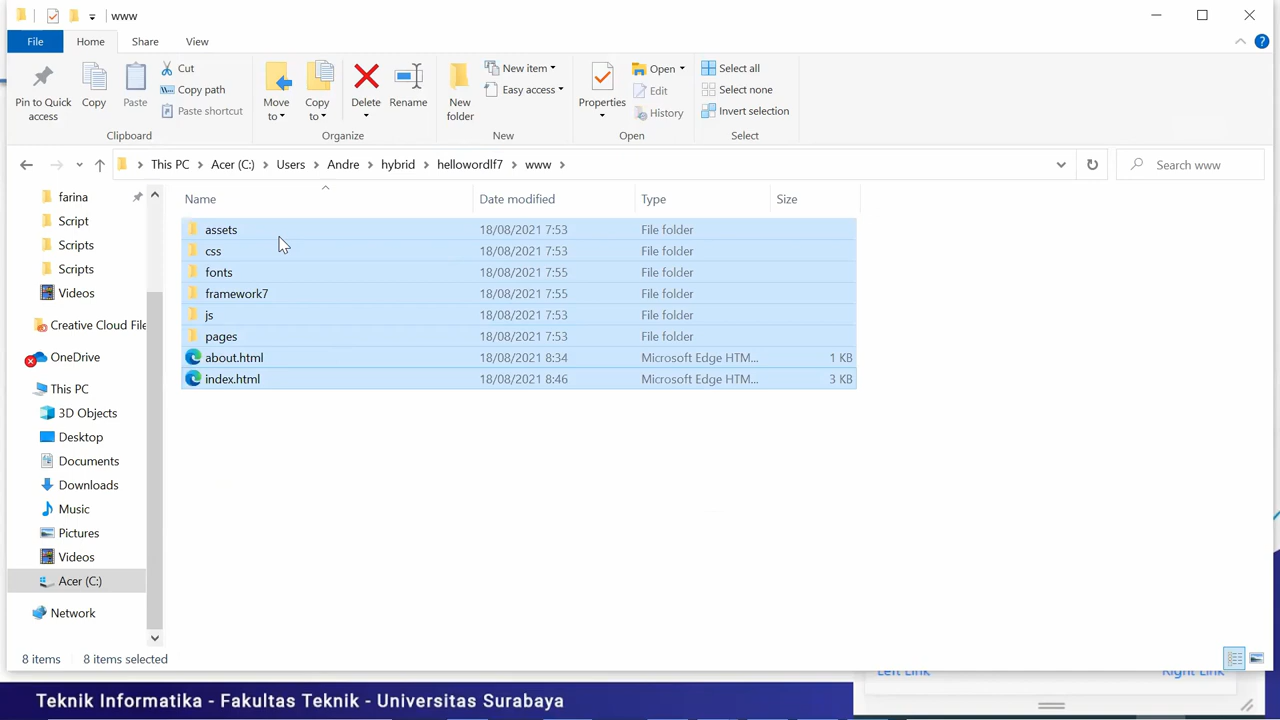 www
File Home Share View
Pin to Quick access
Copy
Paste
Cut
Copy path
Paste shortcut
Clipboard
Move to
Copy to
Delete
Rename
Organize
New folder
New item
Easy access
New
Properties
Open
Edit
History
Open
Select all
Select none
Invert selection
Select
This PC Acer (C:) Users Andre hybrid hellowordlf7 www
Search www
farina
Script
Scripts
Scripts
Videos
Creative Cloud File
OneDrive
This PC
3D Objects
Desktop
Documents
Downloads
Music
Pictures
Videos
Acer (C:)
Network
Name Date modified Type Size
assets 18/08/2021 7:53 File folder
css 18/08/2021 7:53 File folder
fonts 18/08/2021 7:55 File folder
framework7 18/08/2021 7:55 File folder
js 18/08/2021 7:53 File folder
pages 18/08/2021 7:53 File folder
about.html 18/08/2021 8:34 Microsoft Edge HTM... 1 KB
index.html 18/08/2021 8:46 Microsoft Edge HTM... 3 KB
8 items 8 items selected
Left Link Right Link
Teknik Informatika - Fakultas Teknik - Universitas Surabaya